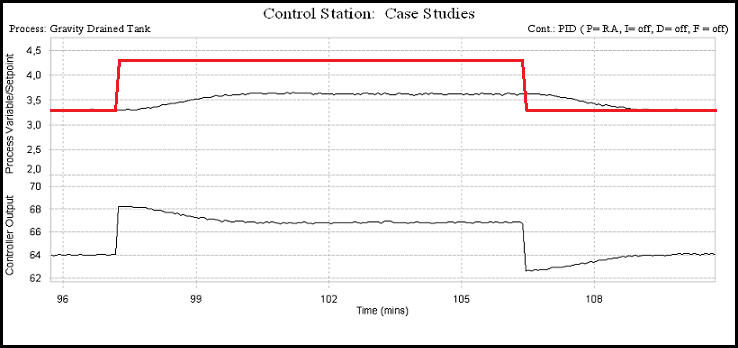 Control Station: Case Studies
Process: Gravity Drained Tank
Cont.: PID ( P= RA, I= off, D= off, F = off)
Process Variable/Setpoint
4,5
4,0
3,5
3,0
2,5
2,0
Controller Output
70
68
66
64
62
96
99
102
105
108
Time (mins)